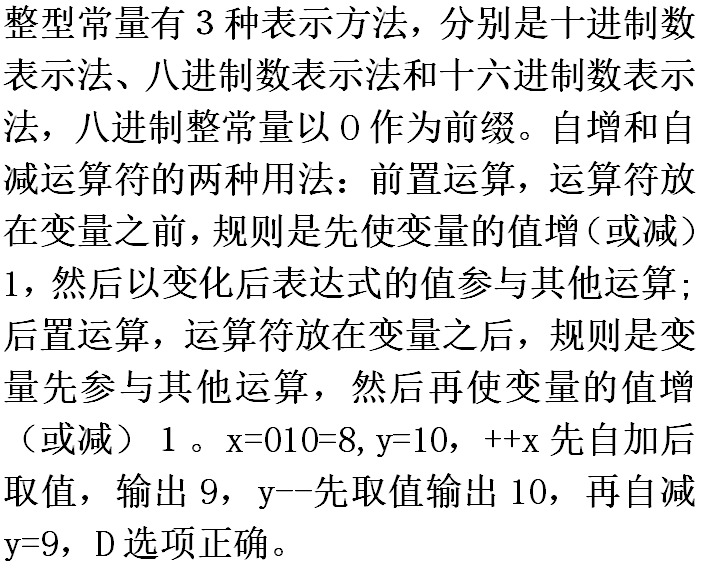 整型常量有 3 种表示方法，分别是十进制数
表示法、八进制数表示法和十六进制数表示
法，八进制整常量以 0 作为前缀。自增和自
减运算符的两种用法：前置运算，运算符放
在变量之前，规则是先使变量的值增（或减）
1，然后以变化后表达式的值参与其他运算；
后置运算，运算符放在变量之后，规则是变
量先参与其他运算，然后再使变量的值增
（或减） 1 。x=010=8,y=10，++x 先自加后
取值，输出 9，y--先取值输出 10，再自减
y=9，D 选项正确。